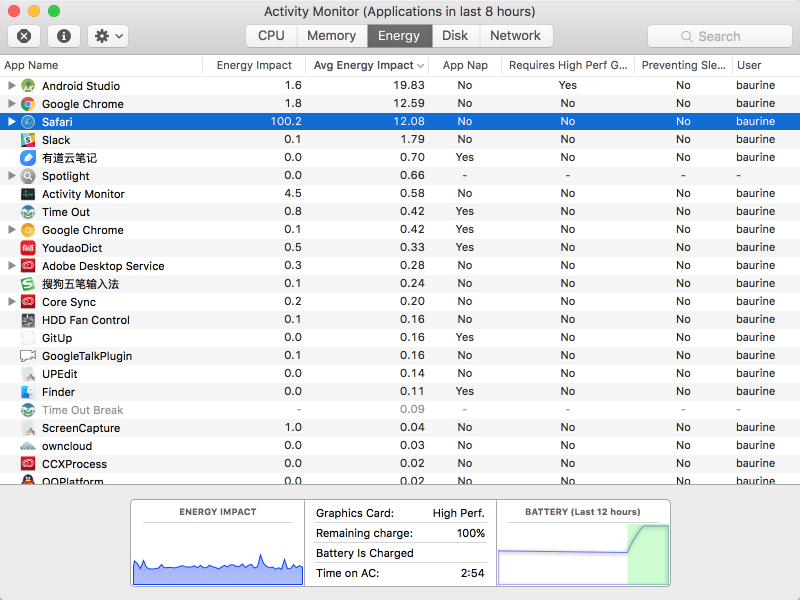 Activity Monitor (Applications in last 8 hours)
CPU Memory Energy Disk Network Search
App Name Energy Impact Avg Energy Impact App Nap Requires High Perf G... Preventing Sle... User
Android Studio 1.6 19.83 No Yes No baurine
Google Chrome 1.8 12.59 No No No baurine
Safari 100.2 12.08 No No No baurine
Slack 0.1 1.79 No No No baurine
有道云笔记 0.0 0.70 Yes No No baurine
Spotlight 0.0 0.66 - - - -
Activity Monitor 4.5 0.58 No No No baurine
Time Out 0.8 0.42 Yes No No baurine
Google Chrome 0.1 0.42 Yes No No baurine
YoudaoDict 0.5 0.33 Yes No No baurine
Adobe Desktop Service 0.3 0.28 No No No baurine
搜狗五笔输入法 0.1 0.24 No No No baurine
Core Sync 0.2 0.20 No No No baurine
HDD Fan Control 0.1 0.16 No No No baurine
GitUp 0.0 0.16 Yes No No baurine
GoogleTalkPlugin 0.1 0.16 No No No baurine
UPEdit 0.0 0.14 No No No baurine
Finder 0.0 0.11 Yes No No baurine
Time Out Break - 0.09 - - - -
ScreenCapture 1.0 0.04 No No No baurine
owncloud 0.0 0.03 No No No baurine
CCXProcess 0.0 0.02 No No No baurine
QQPlatform 0.0 0.02 No No No baurine
ENERGY IMPACT
Graphics Card: High Perf.
Remaining charge: 100%
Battery Is Charged
Time on AC: 2:54
BATTERY (Last 12 hours)